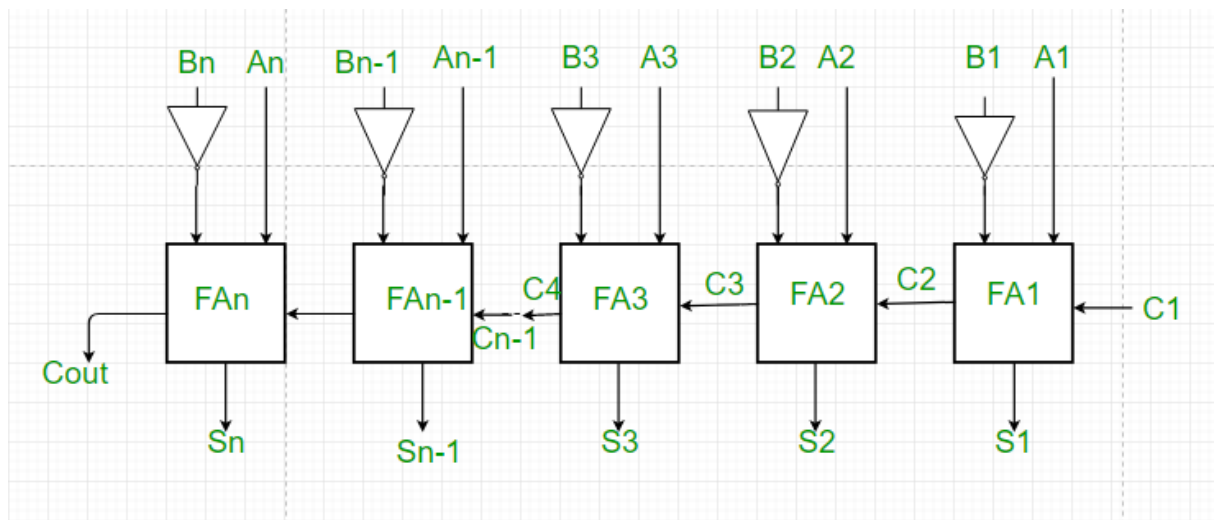 Bn An Bn-1 An-1 B3 A3 B2 A2 B1 A1
FAn FAn-1 C4 FA3 C3 FA2 C2 FA1 C1
Cn-1
Cout
Sn Sn-1 S3 S2 S1